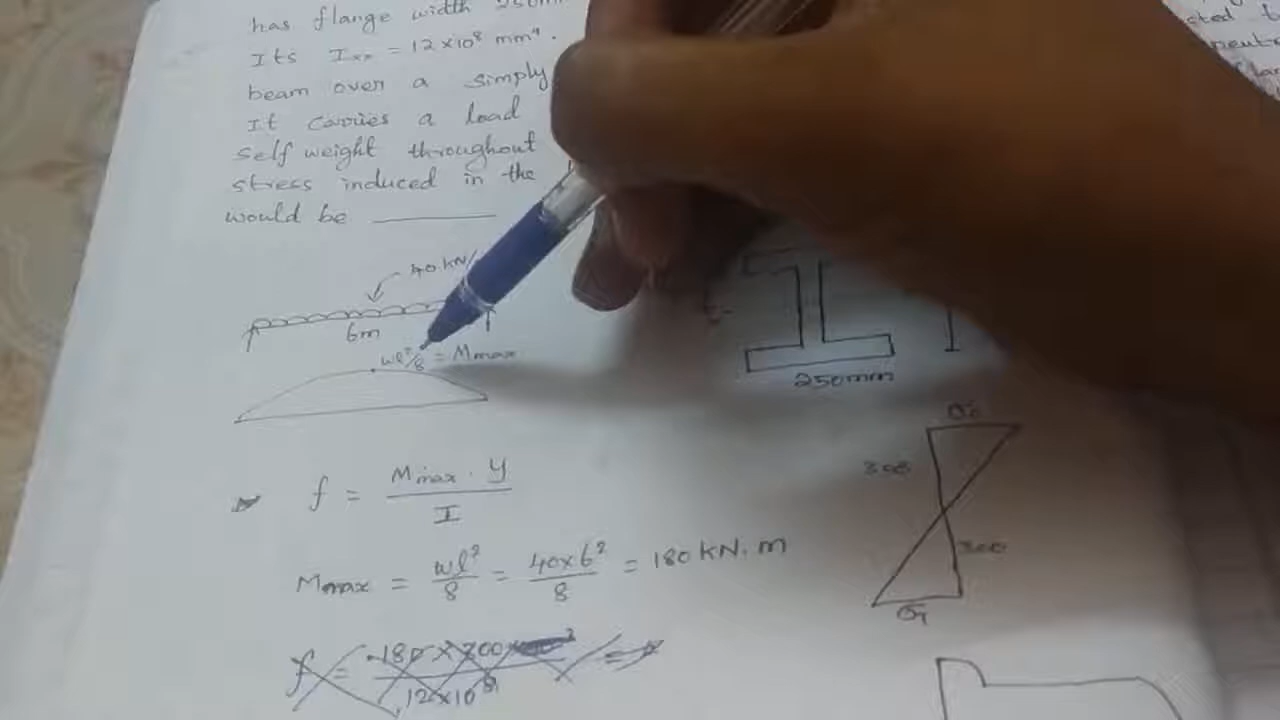 has flange width 250m
Its Ixx = 12×10⁸ mm⁴.
beam over a simply
It carries a load
self weight throughout
stress induced in the
would be ______
40 kN/
6m
wl²/8 = Mmax
250mm
300
300
f = Mmax . y / I
Mmax = wl²/8 = 40×6²/8 = 180 kN.m